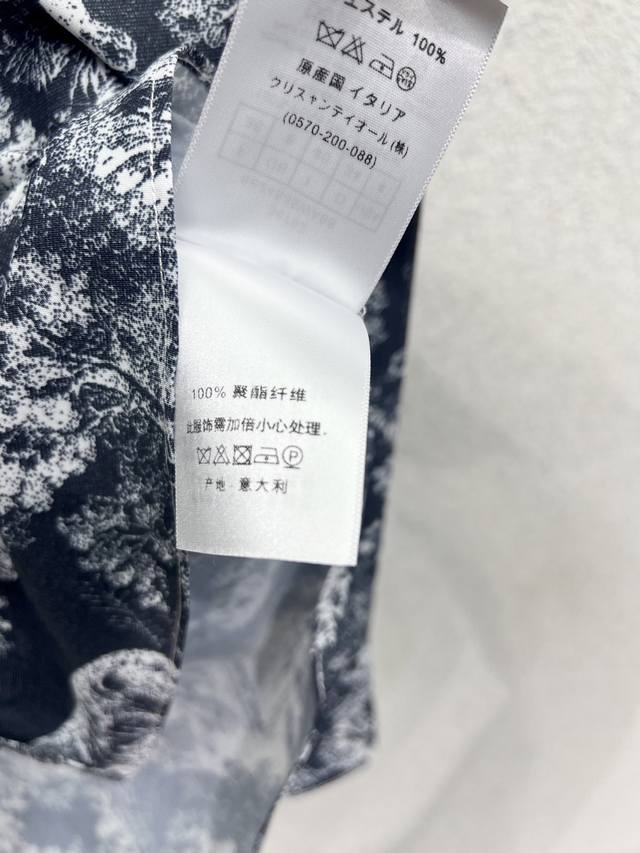 エステル 100%
原産国 イタリア
クリスチャンディオール(株)
(0570-200-088)
100% 聚酯纤维
此服饰需加倍小心处理.
P
产地. 意大利